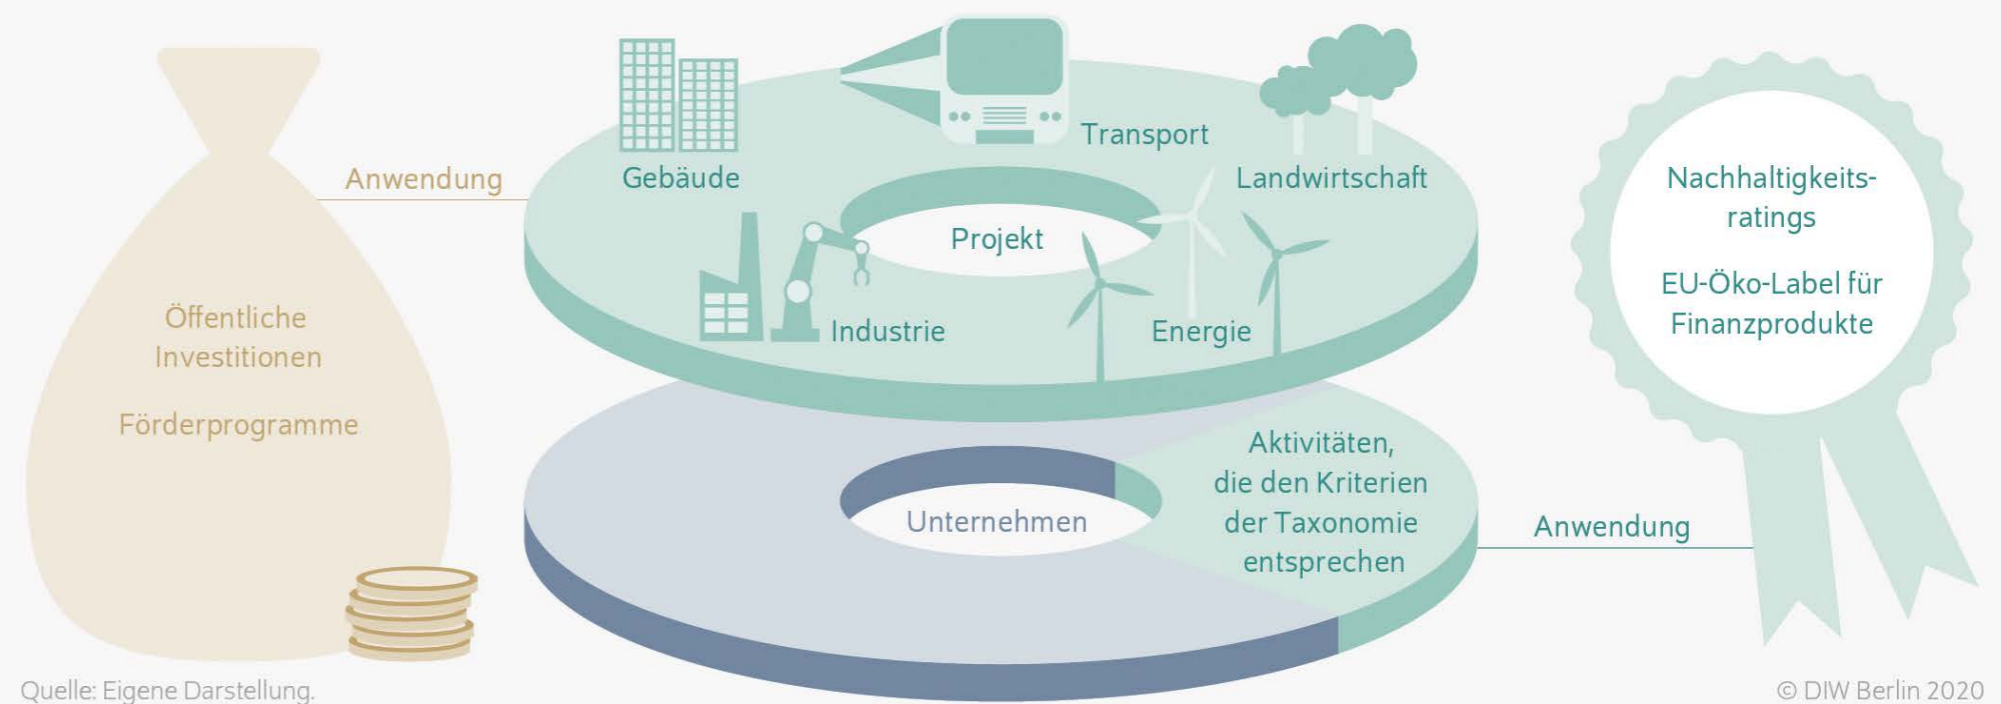 Anwendung
Öffentliche
Investitionen
Förderprogramme
Gebäude
Transport
Landwirtschaft
Projekt
Industrie
Energie
Unternehmen
Aktivitäten,
die den Kriterien
der Taxonomie
entsprechen
Anwendung
Nachhaltigkeits-
ratings
EU-Öko-Label für
Finanzprodukte
Quelle: Eigene Darstellung.
© DIW Berlin 2020